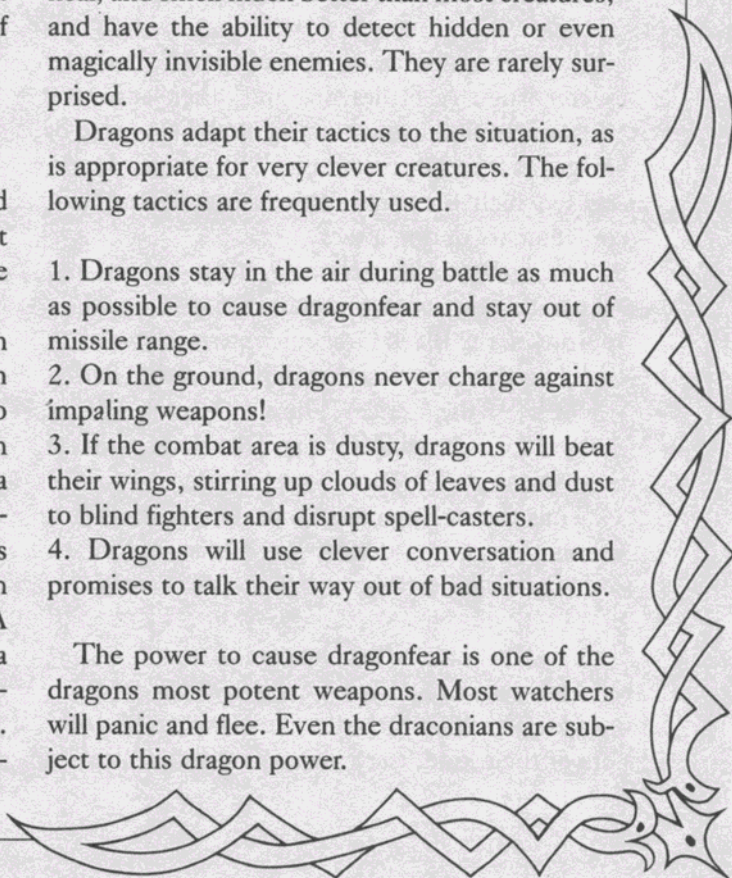 f
d
t
e
n
n
o
n
a
-
s
n
A
a
-
.
-
and smell much better than most creatures,
and have the ability to detect hidden or even
magically invisible enemies. They are rarely sur-
prised.
Dragons adapt their tactics to the situation, as
is appropriate for very clever creatures. The fol-
lowing tactics are frequently used.
1. Dragons stay in the air during battle as much
as possible to cause dragonfear and stay out of
missile range.
2. On the ground, dragons never charge against
impaling weapons!
3. If the combat area is dusty, dragons will beat
their wings, stirring up clouds of leaves and dust
to blind fighters and disrupt spell-casters.
4. Dragons will use clever conversation and
promises to talk their way out of bad situations.
The power to cause dragonfear is one of the
dragons most potent weapons. Most watchers
will panic and flee. Even the draconians are sub-
ject to this dragon power.